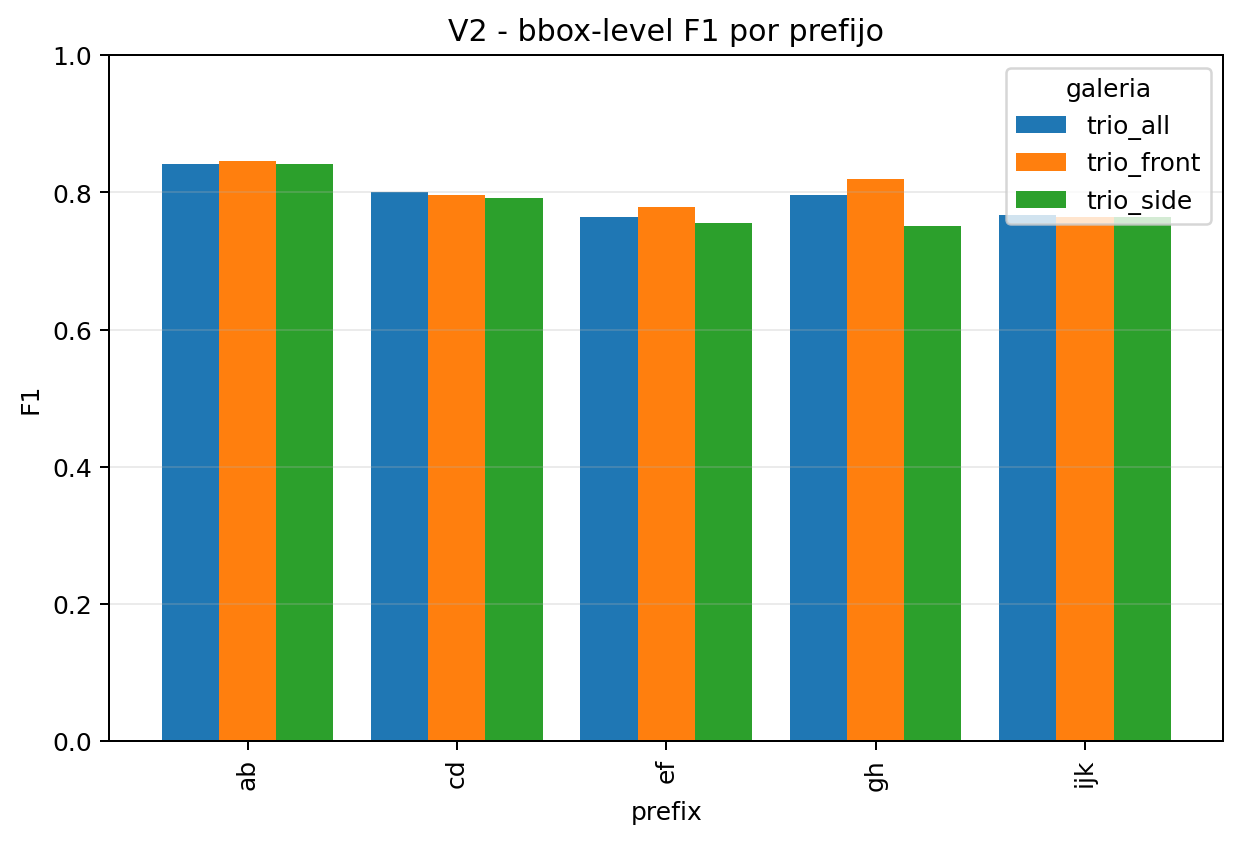 V2 - bbox-level F1 por prefijo
galeria
trio_all
trio_front
trio_side
1.0
0.8
0.6
0.4
0.2
0.0
F1
ab
cd
ef
gh
ijk
prefix